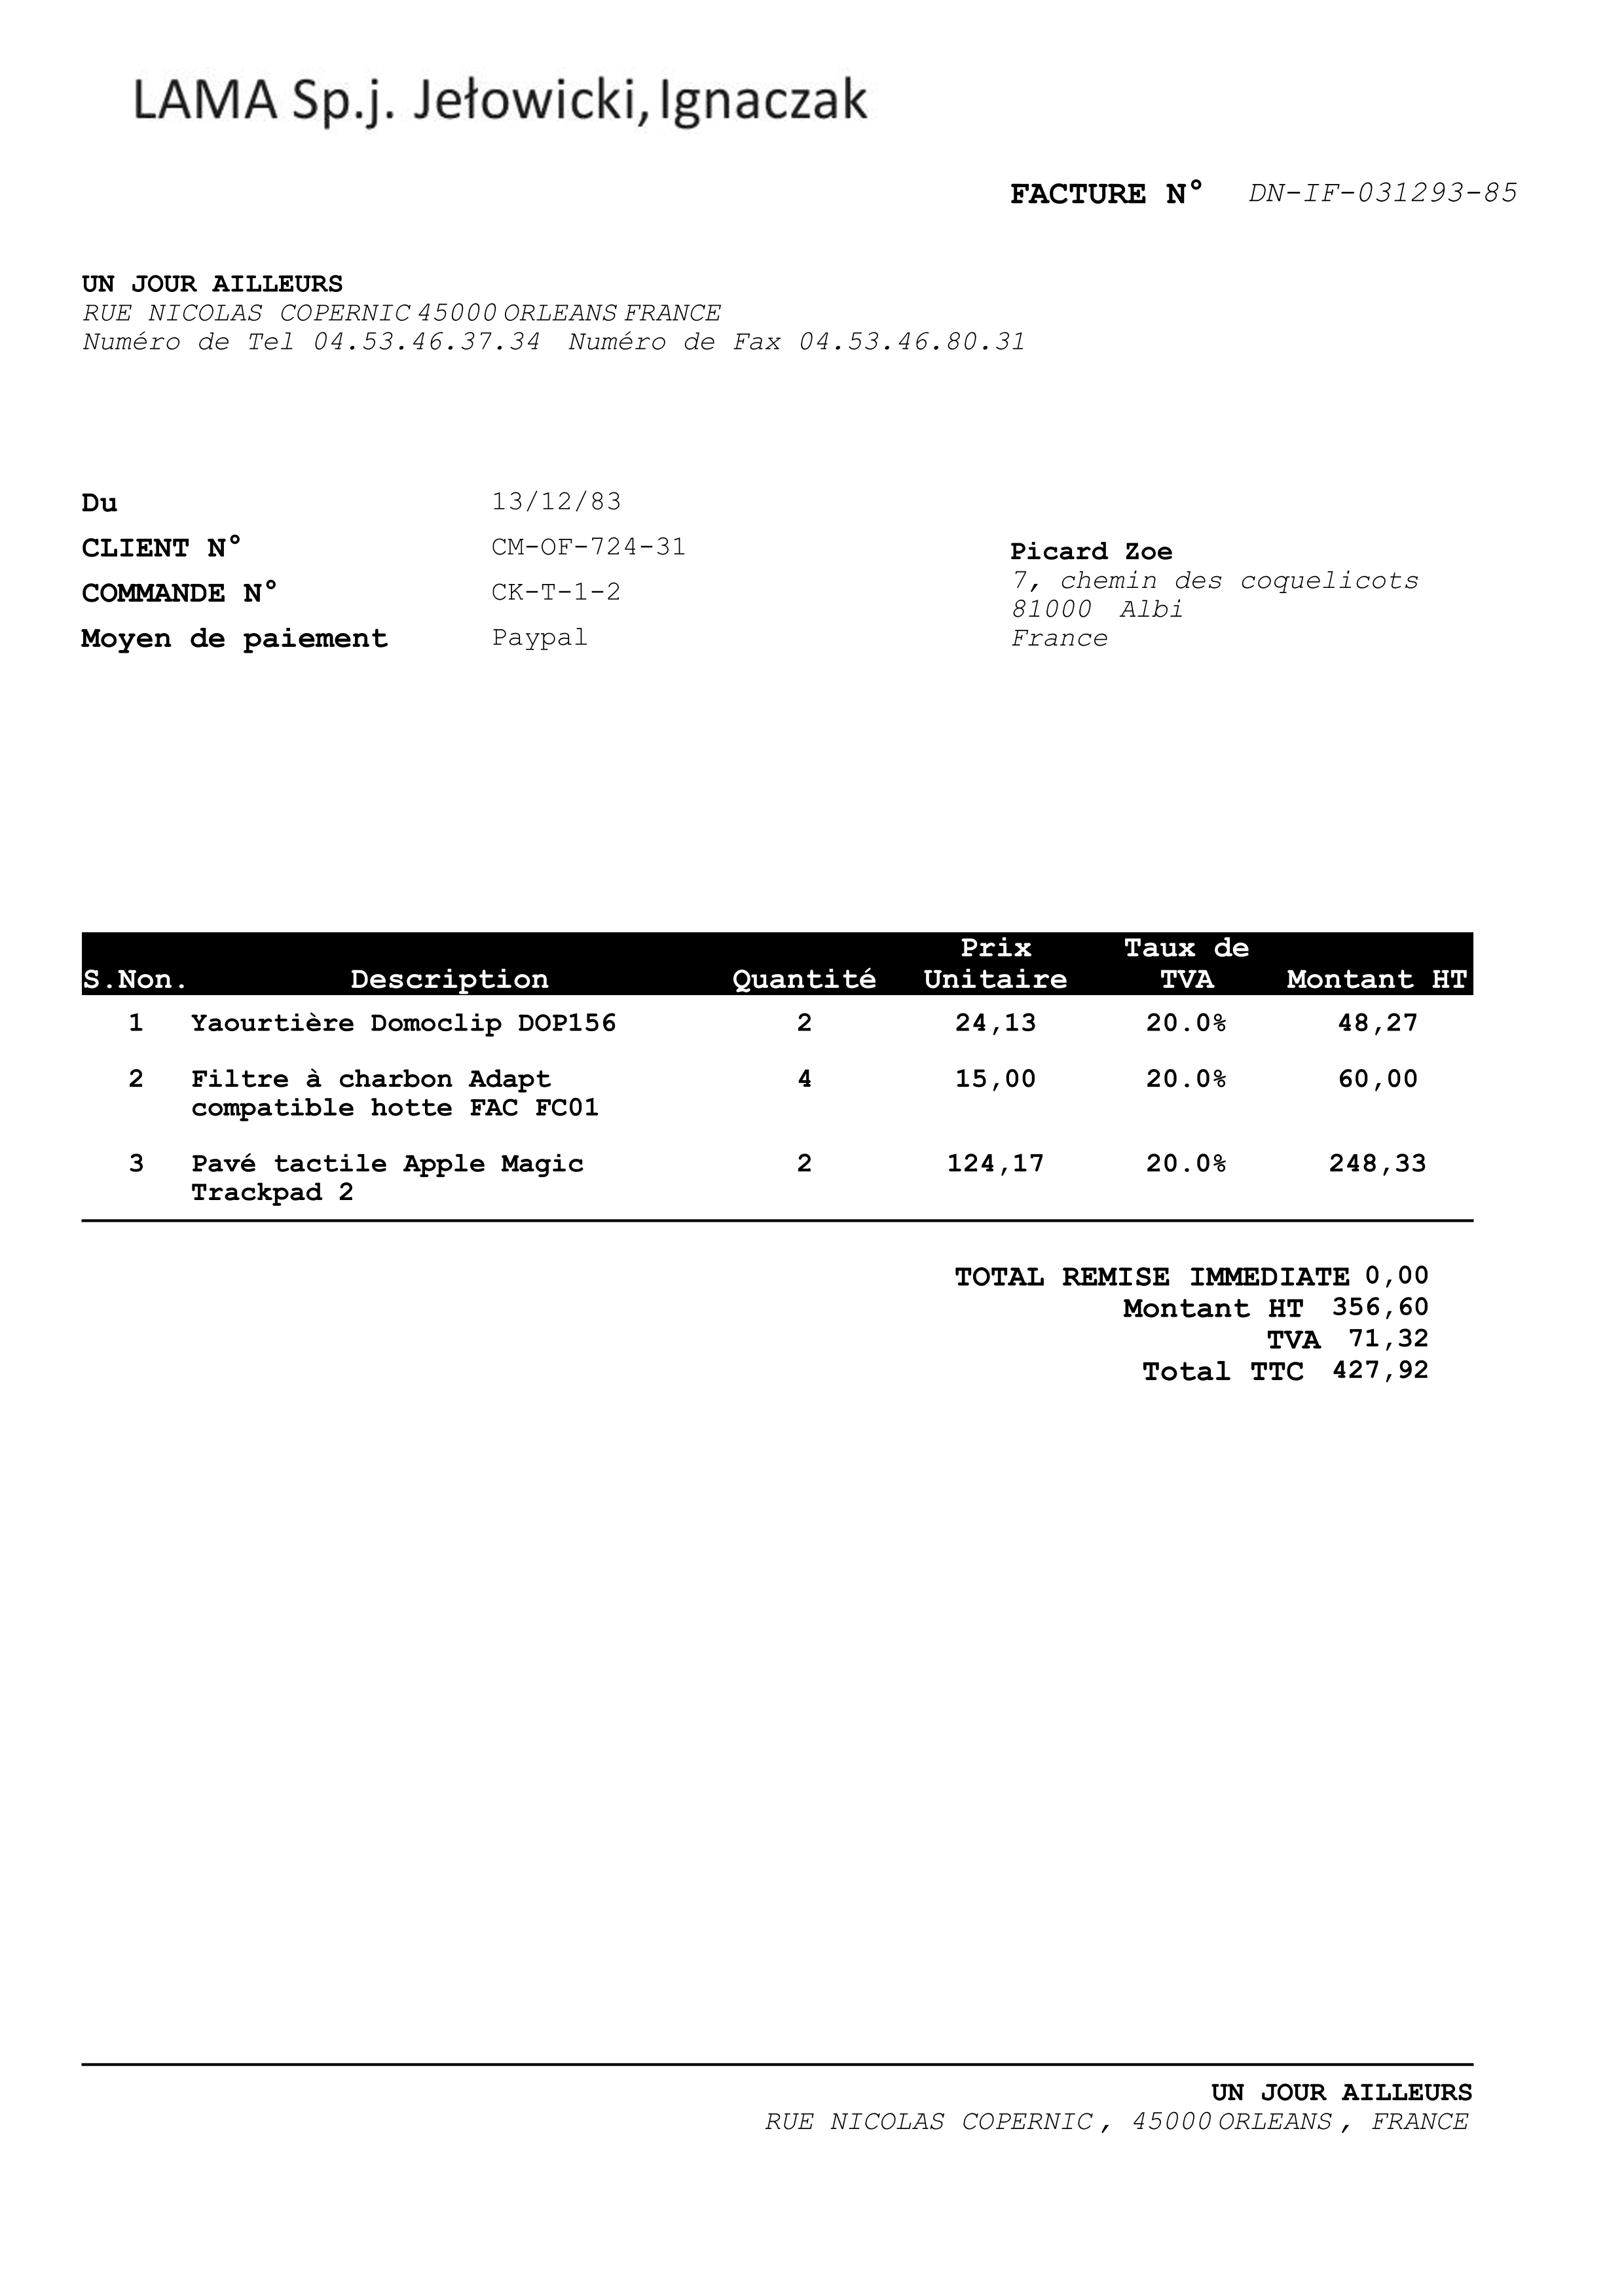 LAMA Sp.j. Jełowicki, Ignaczak
FACTURE N° DN-IF-031293-85
UN JOUR AILLEURS
RUE NICOLAS COPERNIC 45000 ORLEANS FRANCE
Numéro de Tel 04.53.46.37.34 Numéro de Fax 04.53.46.80.31
Du 13/12/83
CLIENT N° CM-OF-724-31
COMMANDE N° CK-T-1-2
Moyen de paiement Paypal
Picard Zoe
7, chemin des coquelicots
81000 Albi
France
Prix Taux de
S.Non. Description Quantité Unitaire TVA Montant HT
1 Yaourtière Domoclip DOP156 2 24,13 20.0% 48,27
2 Filtre à charbon Adapt 4 15,00 20.0% 60,00
compatible hotte FAC FC01
3 Pavé tactile Apple Magic 2 124,17 20.0% 248,33
Trackpad 2
TOTAL REMISE IMMEDIATE 0,00
Montant HT 356,60
TVA 71,32
Total TTC 427,92
UN JOUR AILLEURS
RUE NICOLAS COPERNIC , 45000 ORLEANS , FRANCE